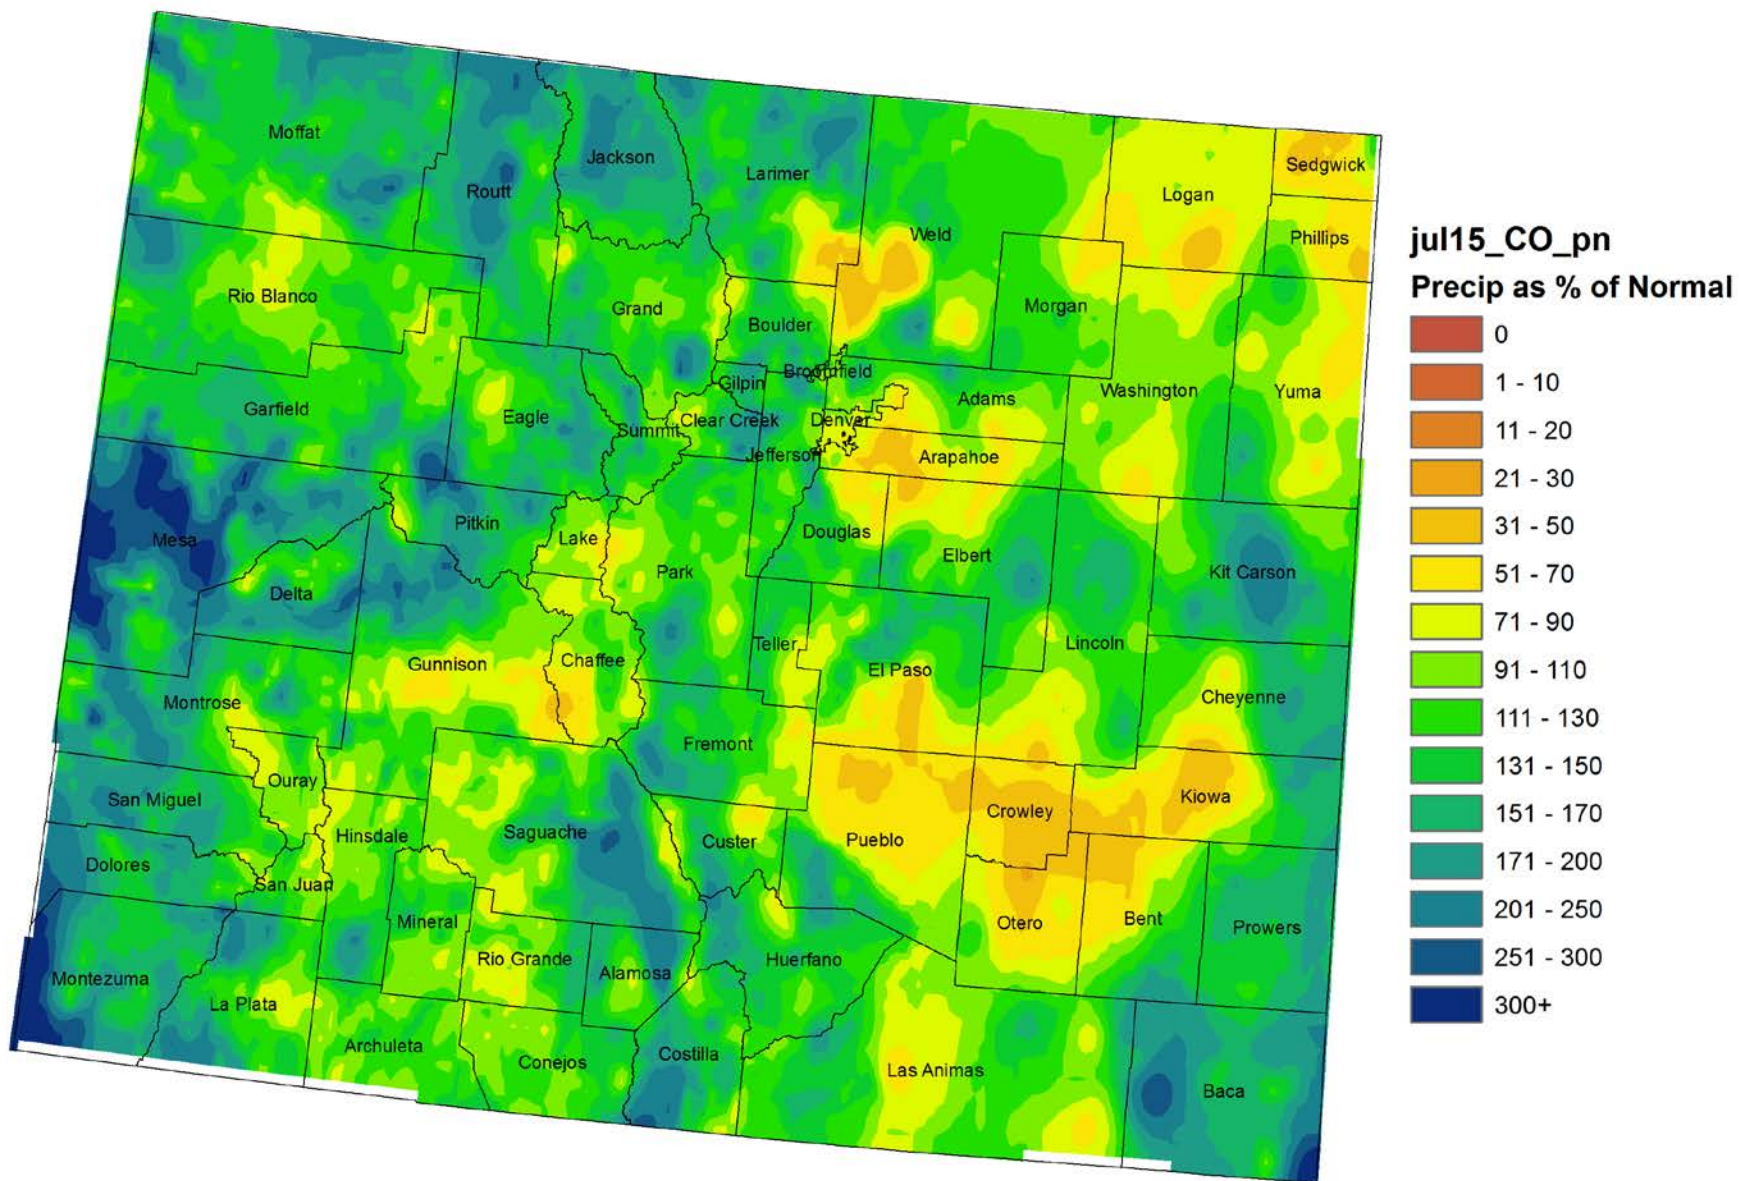 Moffat
Routt
Jackson
Larimer
Weld
Logan
Sedgwick
Phillips
Rio Blanco
Grand
Boulder
Morgan
Washington
Yuma
Garfield
Eagle
Summit
Gilpin
Clear Creek
Broomfield
Denver
Jefferson
Adams
Arapahoe
Mesa
Pitkin
Lake
Park
Douglas
Elbert
Kit Carson
Delta
Gunnison
Chaffee
Teller
El Paso
Lincoln
Cheyenne
Montrose
Fremont
Ouray
San Miguel
Hinsdale
Saguache
Custer
Pueblo
Crowley
Kiowa
Dolores
San Juan
Mineral
Rio Grande
Alamosa
Huerfano
Otero
Bent
Prowers
Montezuma
La Plata
Archuleta
Conejos
Costilla
Las Animas
Baca
jul15_CO_pn
Precip as % of Normal
0
1 - 10
11 - 20
21 - 30
31 - 50
51 - 70
71 - 90
91 - 110
111 - 130
131 - 150
151 - 170
171 - 200
201 - 250
251 - 300
300+